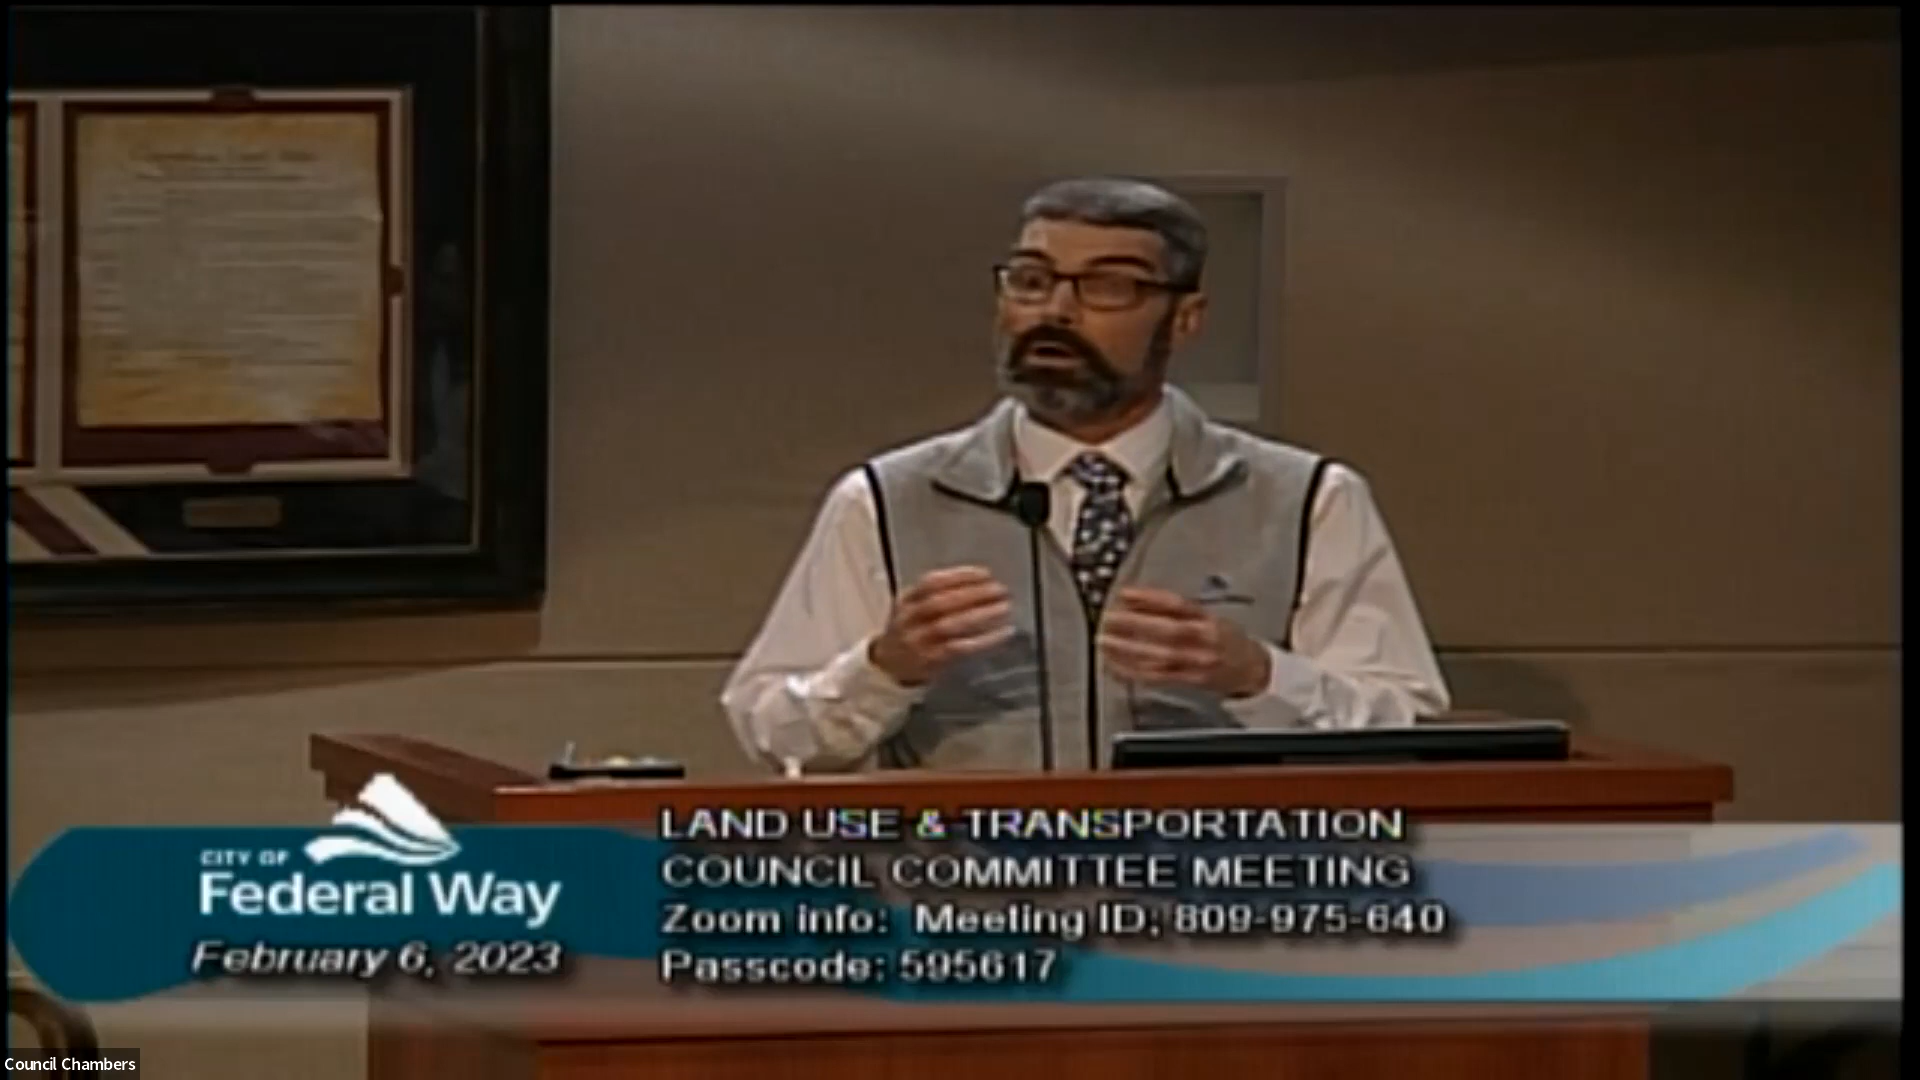 CITY OF
Federal Way
February 6, 2023
LAND USE & TRANSPORTATION
COUNCIL COMMITTEE MEETING
Zoom info: Meeting ID; 809-975-640
Passcode: 595617
Council Chambers